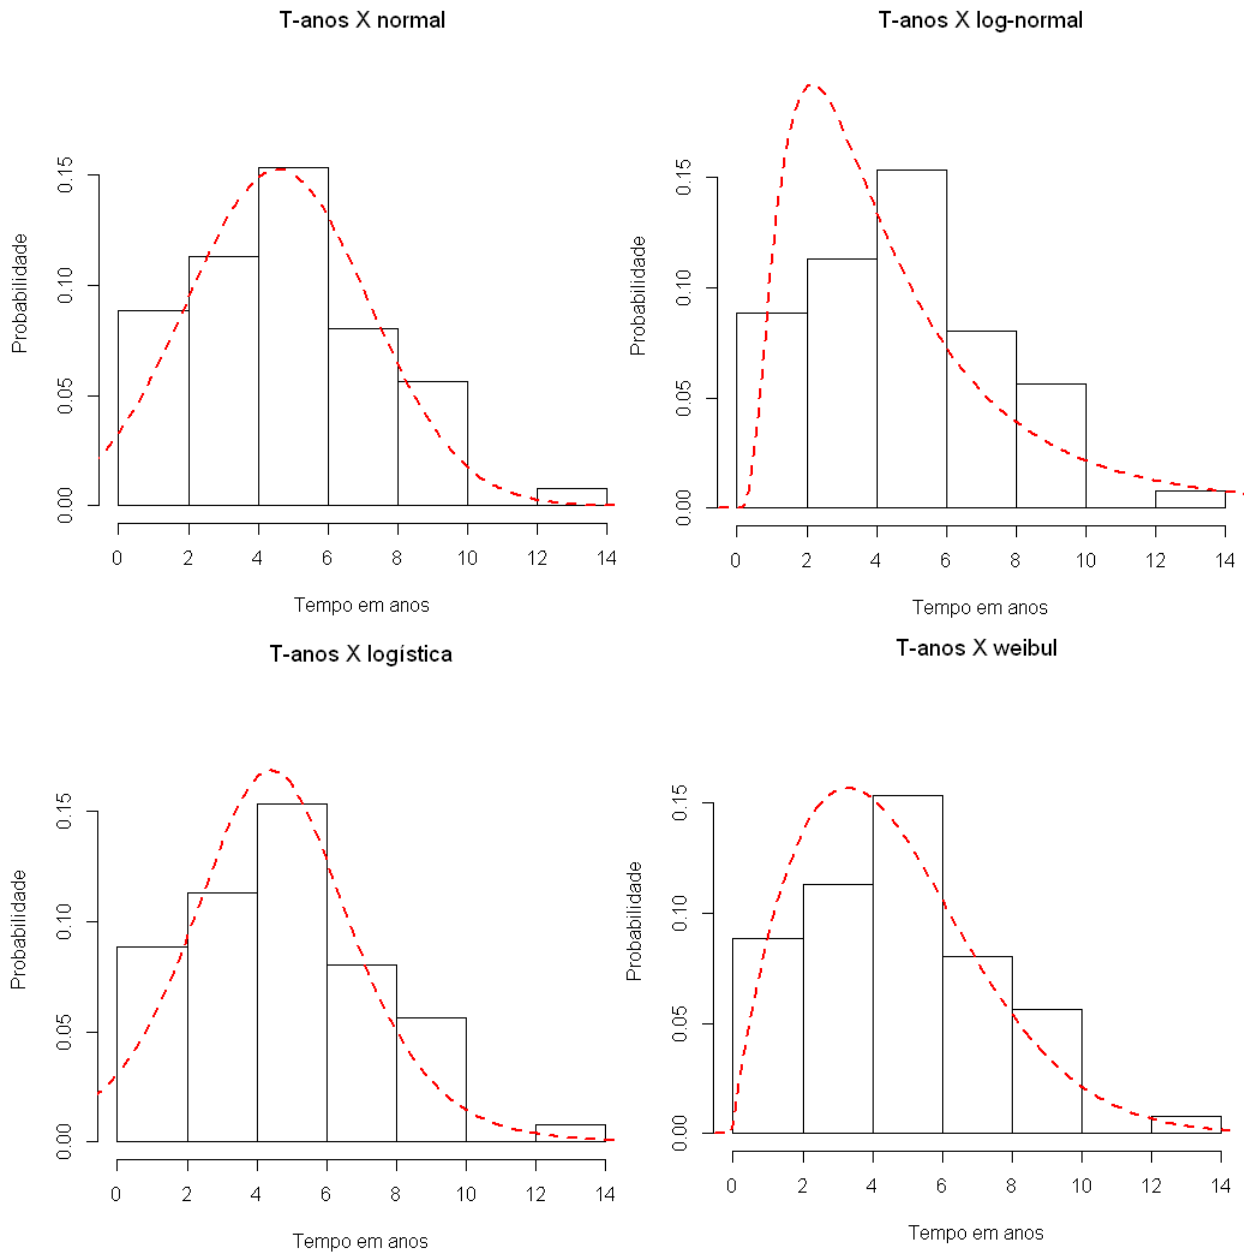 T-anos X normal
Probabilidade
0.00 0.05 0.10 0.15
0 2 4 6 8 10 12 14
Tempo em anos
T-anos X log-normal
Probabilidade
0.00 0.05 0.10 0.15
0 2 4 6 8 10 12 14
Tempo em anos
T-anos X logística
Probabilidade
0.00 0.05 0.10 0.15
0 2 4 6 8 10 12 14
Tempo em anos
T-anos X weibul
Probabilidade
0.00 0.05 0.10 0.15
0 2 4 6 8 10 12 14
Tempo em anos